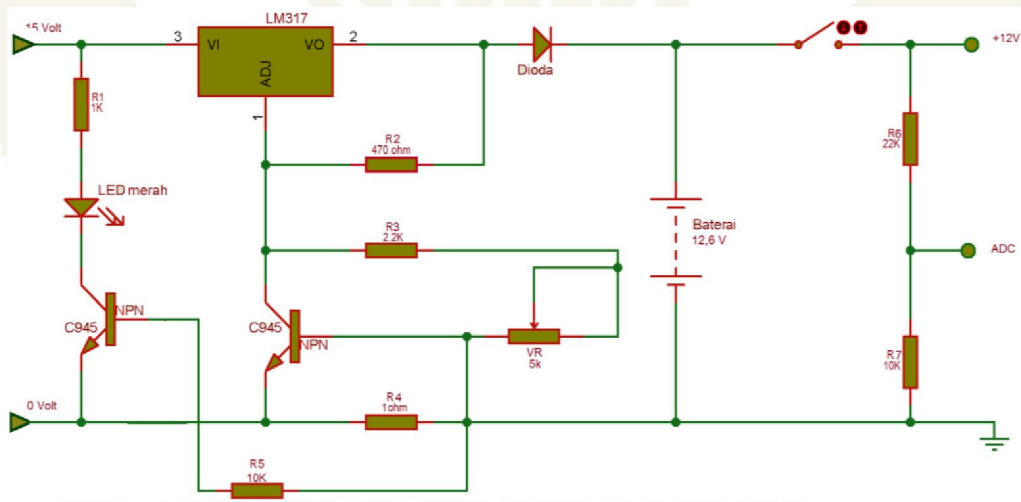 15 Volt
LM317
3
VI
VO
2
ADJ
1
Dioda
+12V
R1
1K
R2
470 ohm
R6
22K
LED merah
R3
2.2K
Baterai
12,6 V
ADC
C945
NPN
C945
NPN
VR
5k
R7
10K
0 Volt
R4
1ohm
R5
10K